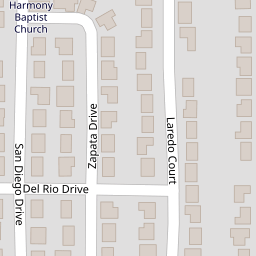 Harmony
Baptist
Church
Zapata Drive
Laredo Court
San Diego Drive
Del Rio Drive